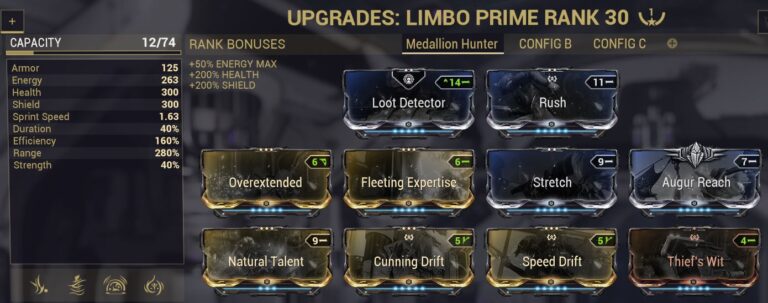 UPGRADES: LIMBO PRIME RANK 30 1
CAPACITY 12/74
RANK BONUSES
Medallion Hunter CONFIG B CONFIG C
+50% ENERGY MAX
+200% HEALTH
+200% SHIELD
Armor 125
Energy 263
Health 300
Shield 300
Sprint Speed 1.63
Duration 40%
Efficiency 160%
Range 280%
Strength 40%
14
Loot Detector
11
Rush
6
Overextended
6
Fleeting Expertise
9
Stretch
7
Augur Reach
9
Natural Talent
5
Cunning Drift
5
Speed Drift
4
Thief's Wit